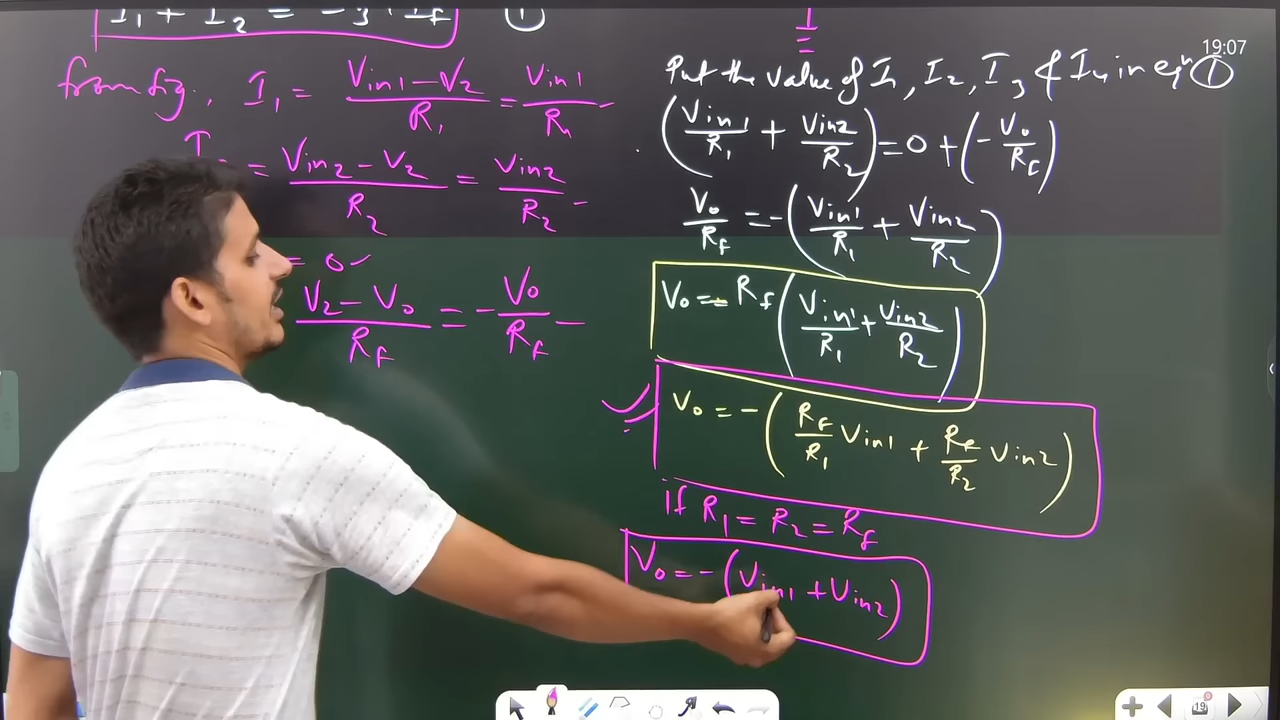 I₁ + I₂ = I₃ + I_f ①
from fig, I₁ = (Vin1 − V₂)/R₁ = Vin1/R₁
I = (Vin2 − V₂)/R₂ = Vin2/R₂
= 0
(V₂ − V₀)/R_f = −V₀/R_f
I
=
19:07
Put the value of I₁, I₂, I₃ & I₄ in eqⁿ ①
(Vin1/R₁ + Vin2/R₂) = 0 + (−V₀/R_f)
V₀/R_f = −(Vin1/R₁ + Vin2/R₂)
V₀ = − R_f (Vin1/R₁ + Vin2/R₂)
V₀ = −(R_f/R₁ Vin1 + R_f/R₂ Vin2)
if R₁ = R₂ = R_f
V₀ = −(Vin1 + Vin2)
19